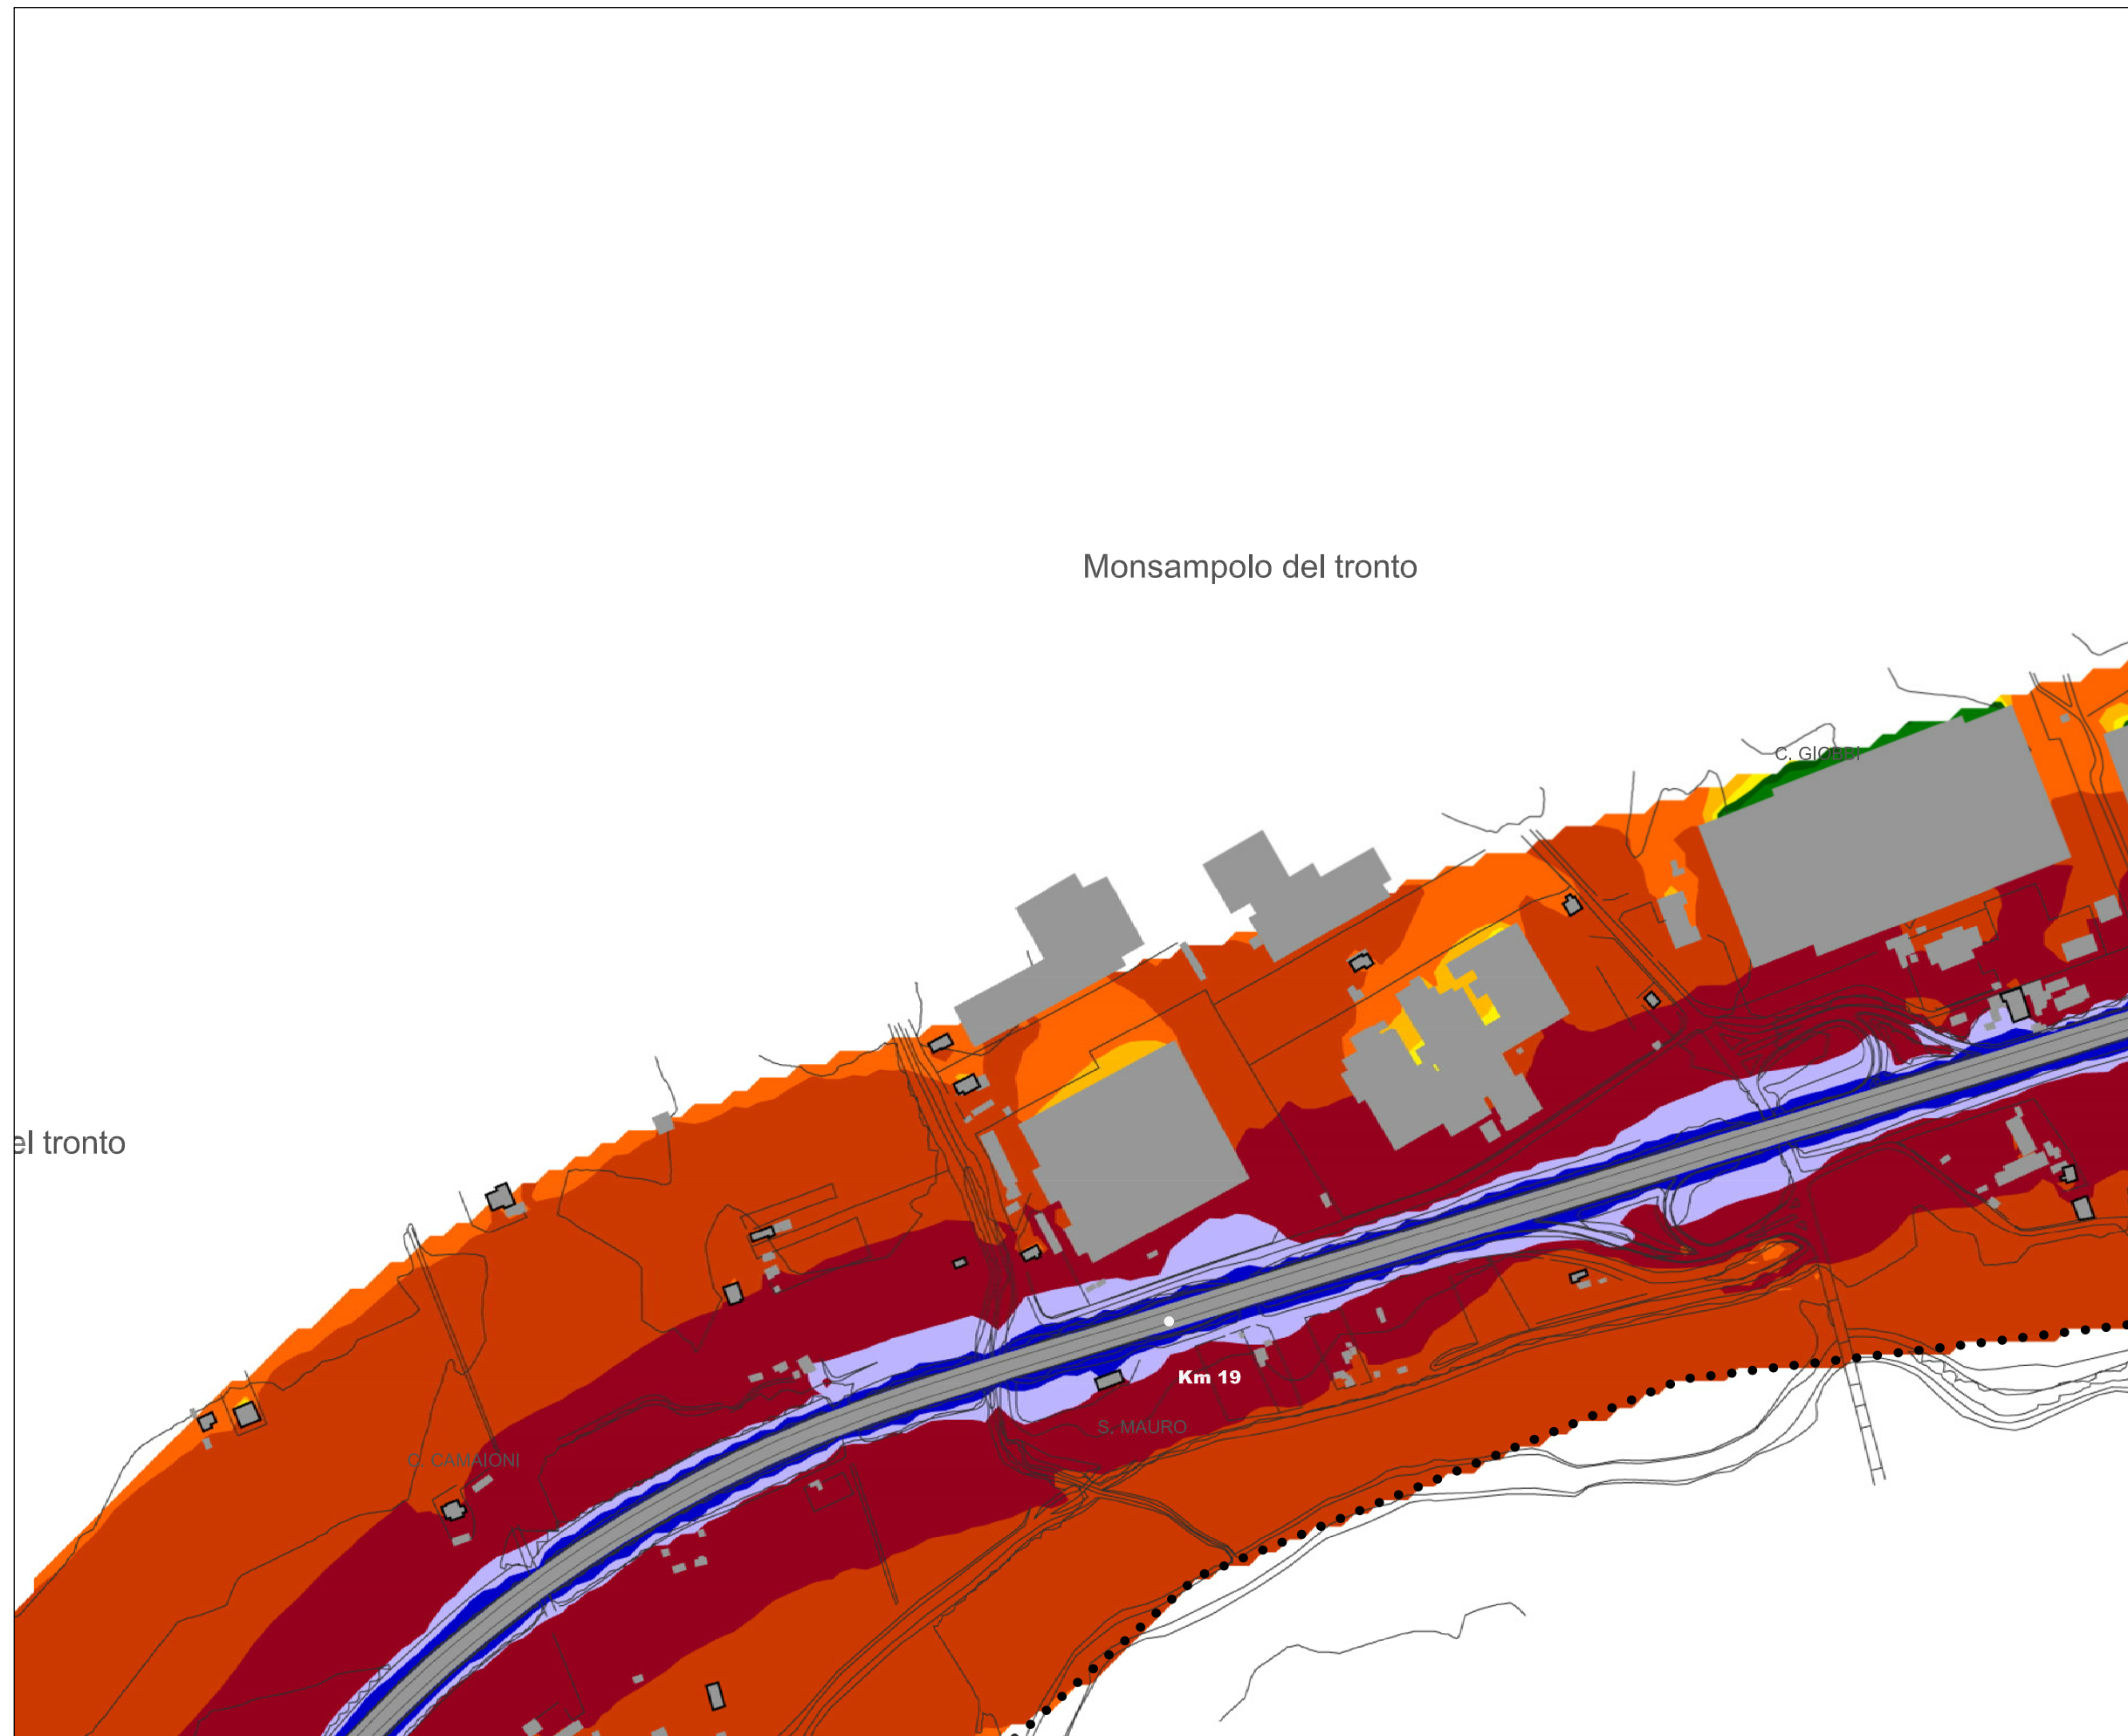 Monsampolo del tronto
C. GIOBBI
el tronto
Km 19
S. MAURO
C. CAMAIONI